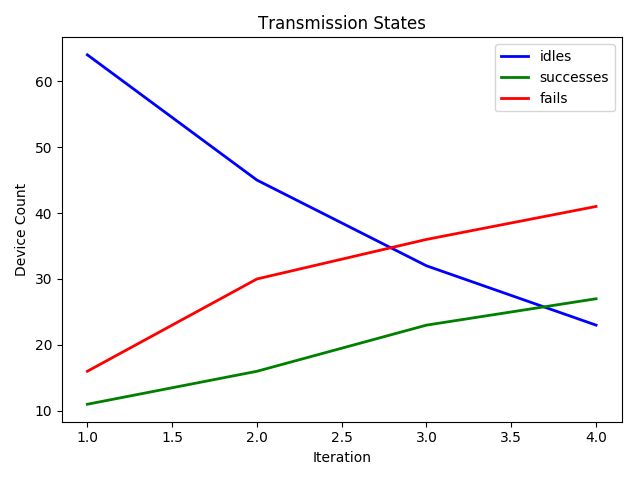 Transmission States
idles
successes
fails
Device Count
60
50
40
30
20
10
1.0 1.5 2.0 2.5 3.0 3.5 4.0
Iteration